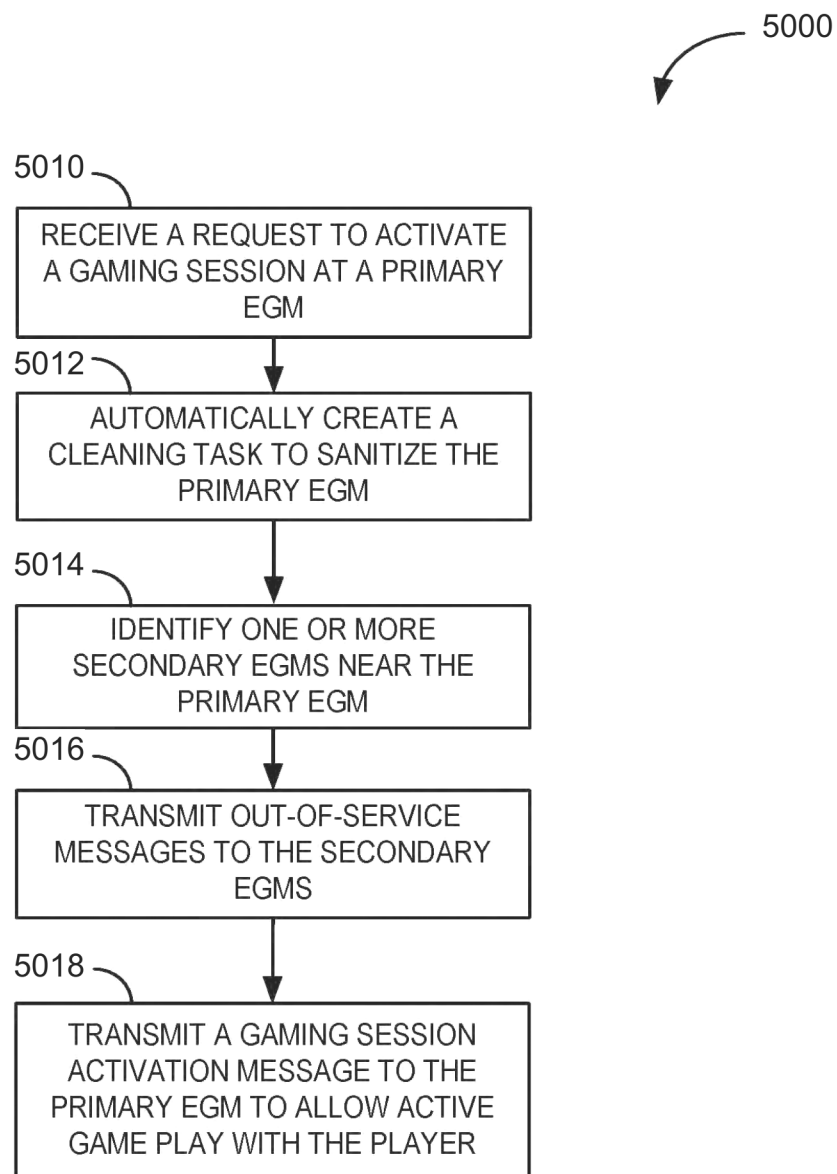 5000
5010
RECEIVE A REQUEST TO ACTIVATE
A GAMING SESSION AT A PRIMARY
EGM
5012
AUTOMATICALLY CREATE A
CLEANING TASK TO SANITIZE THE
PRIMARY EGM
5014
IDENTIFY ONE OR MORE
SECONDARY EGMS NEAR THE
PRIMARY EGM
5016
TRANSMIT OUT-OF-SERVICE
MESSAGES TO THE SECONDARY
EGMS
5018
TRANSMIT A GAMING SESSION
ACTIVATION MESSAGE TO THE
PRIMARY EGM TO ALLOW ACTIVE
GAME PLAY WITH THE PLAYER